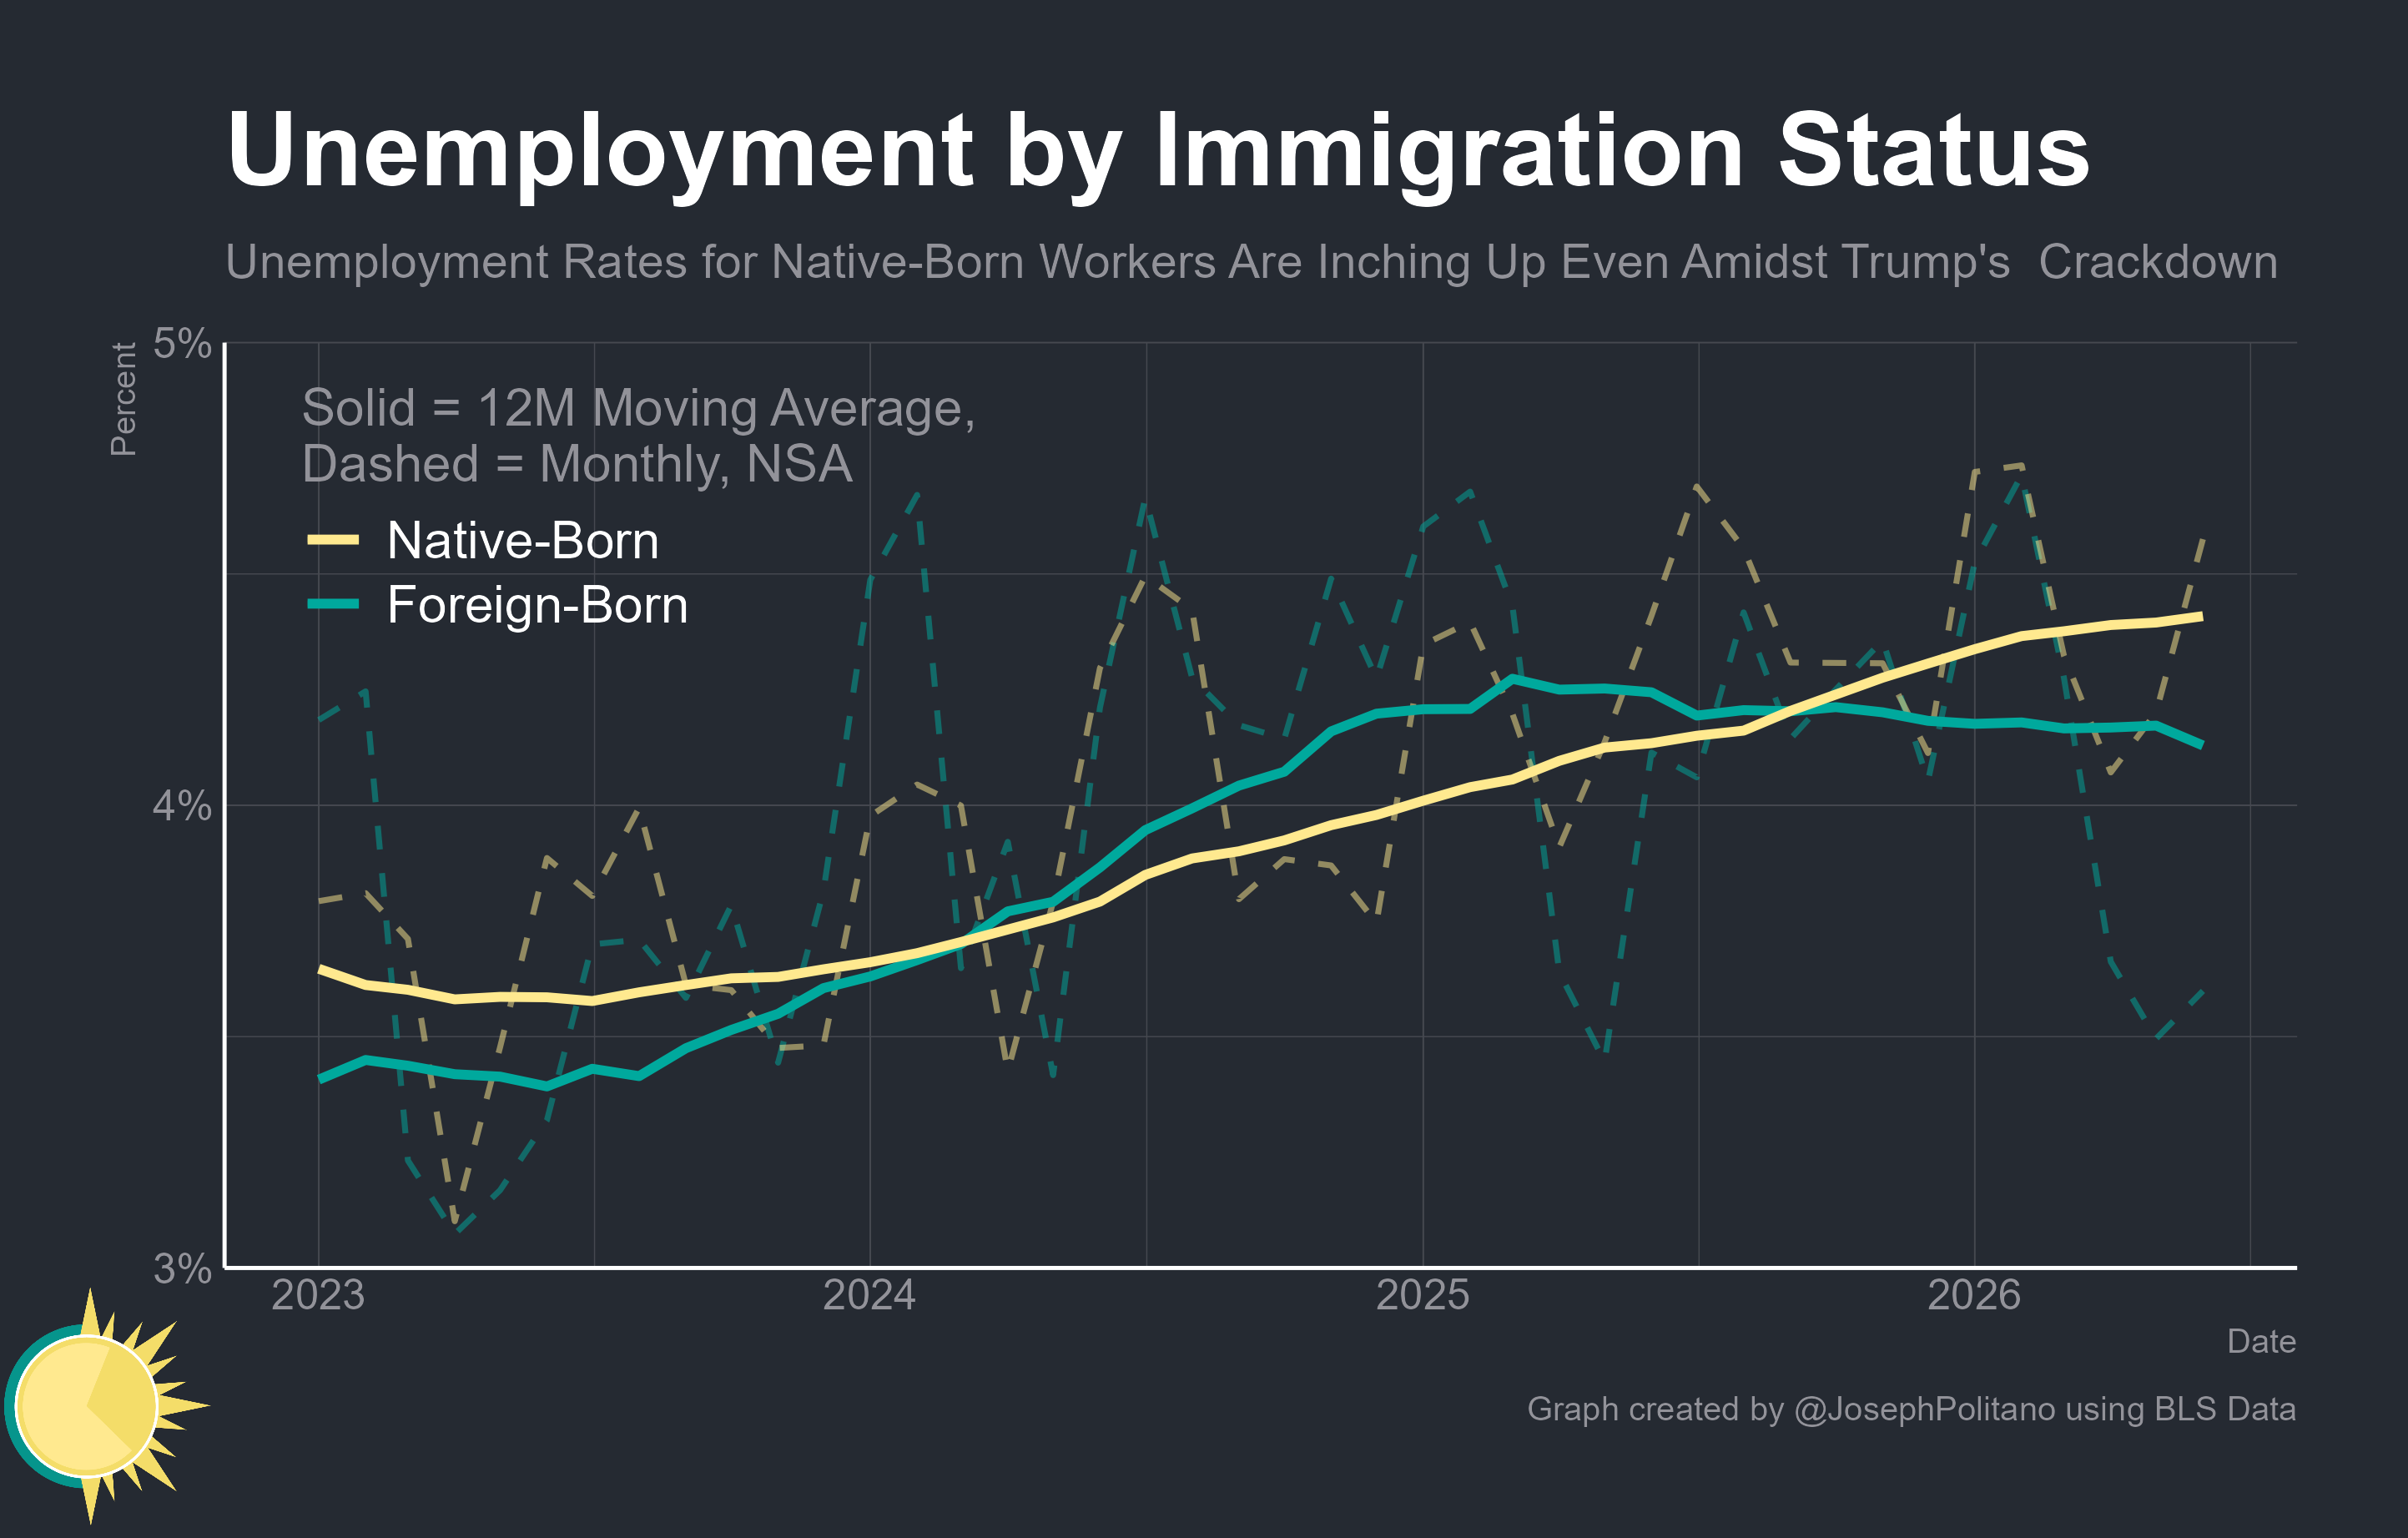 Unemployment by Immigration Status
Unemployment Rates for Native-Born Workers Are Inching Up Even Amidst Trump's  Crackdown
Percent
5%
4%
3%
Solid = 12M Moving Average,
Dashed = Monthly, NSA
Native-Born
Foreign-Born
2023 2024 2025 2026
Date
Graph created by @JosephPolitano using BLS Data